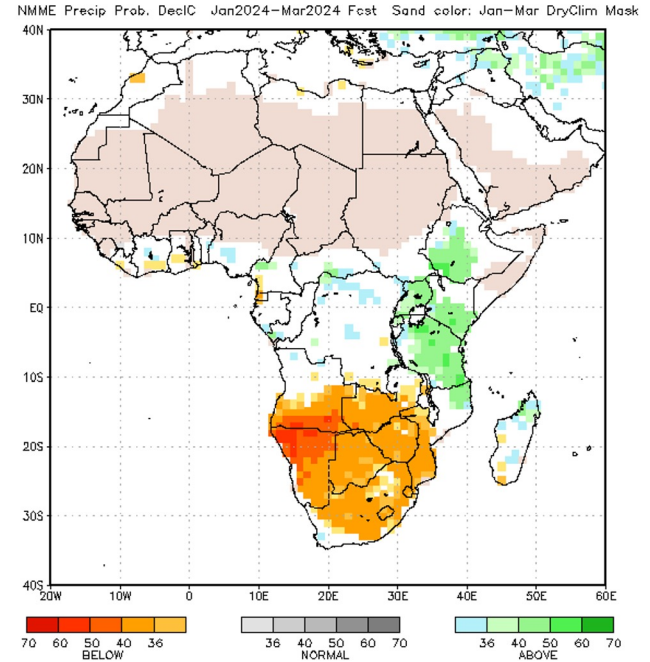 NMME Precip Prob. DecIC Jan2024-Mar2024 Fcst Sand color: Jan-Mar DryClim Mask
40N
30N
20N
10N
EQ
10S
20S
30S
40S
20W 10W 0 10E 20E 30E 40E 50E 60E
70 60 50 40 36 36 40 50 60 70 36 40 50 60 70
BELOW NORMAL ABOVE